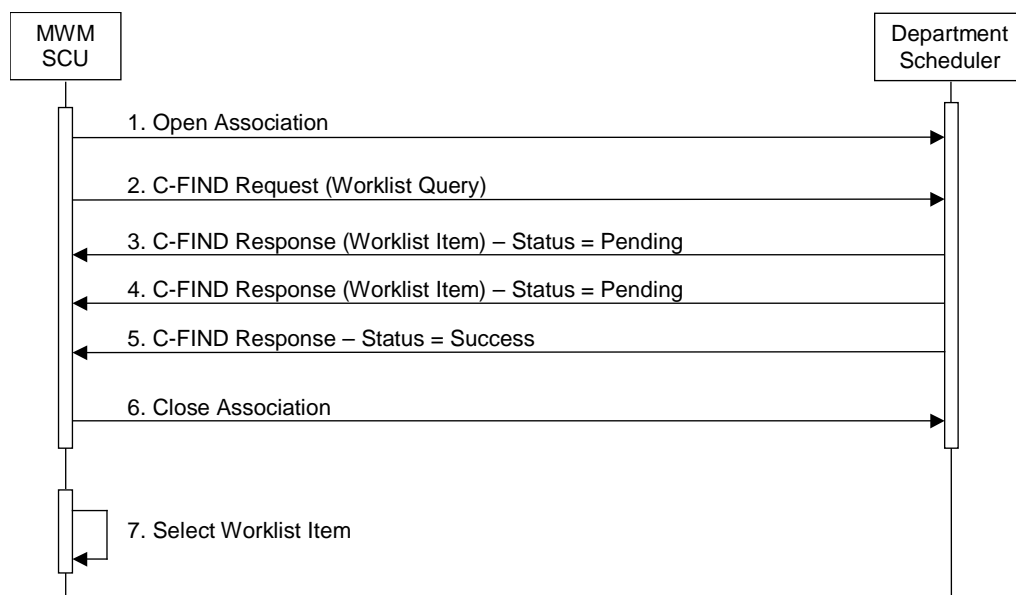 MWM
SCU
Department
Scheduler
1. Open Association
2. C-FIND Request (Worklist Query)
3. C-FIND Response (Worklist Item) – Status = Pending
4. C-FIND Response (Worklist Item) – Status = Pending
5. C-FIND Response – Status = Success
6. Close Association
7. Select Worklist Item